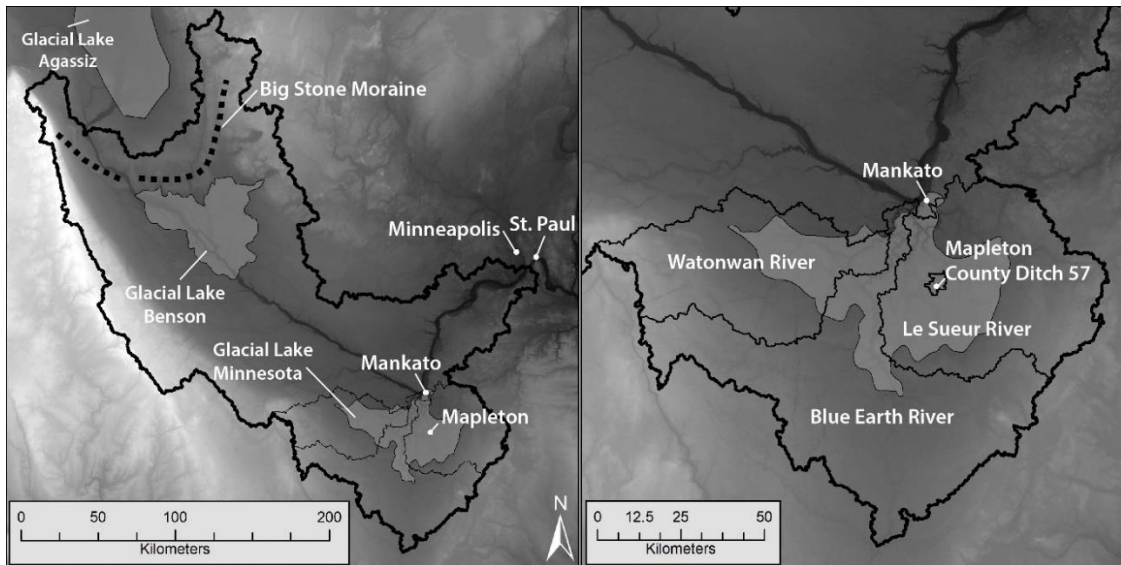 Glacial Lake
Agassiz
Big Stone Moraine
Minneapolis
St. Paul
Glacial Lake
Benson
Glacial Lake
Minnesota
Mankato
Mapleton
0 50 100 200
Kilometers
N
Mankato
Watonwan River
Mapleton
County Ditch 57
Le Sueur River
Blue Earth River
0 12.5 25 50
Kilometers